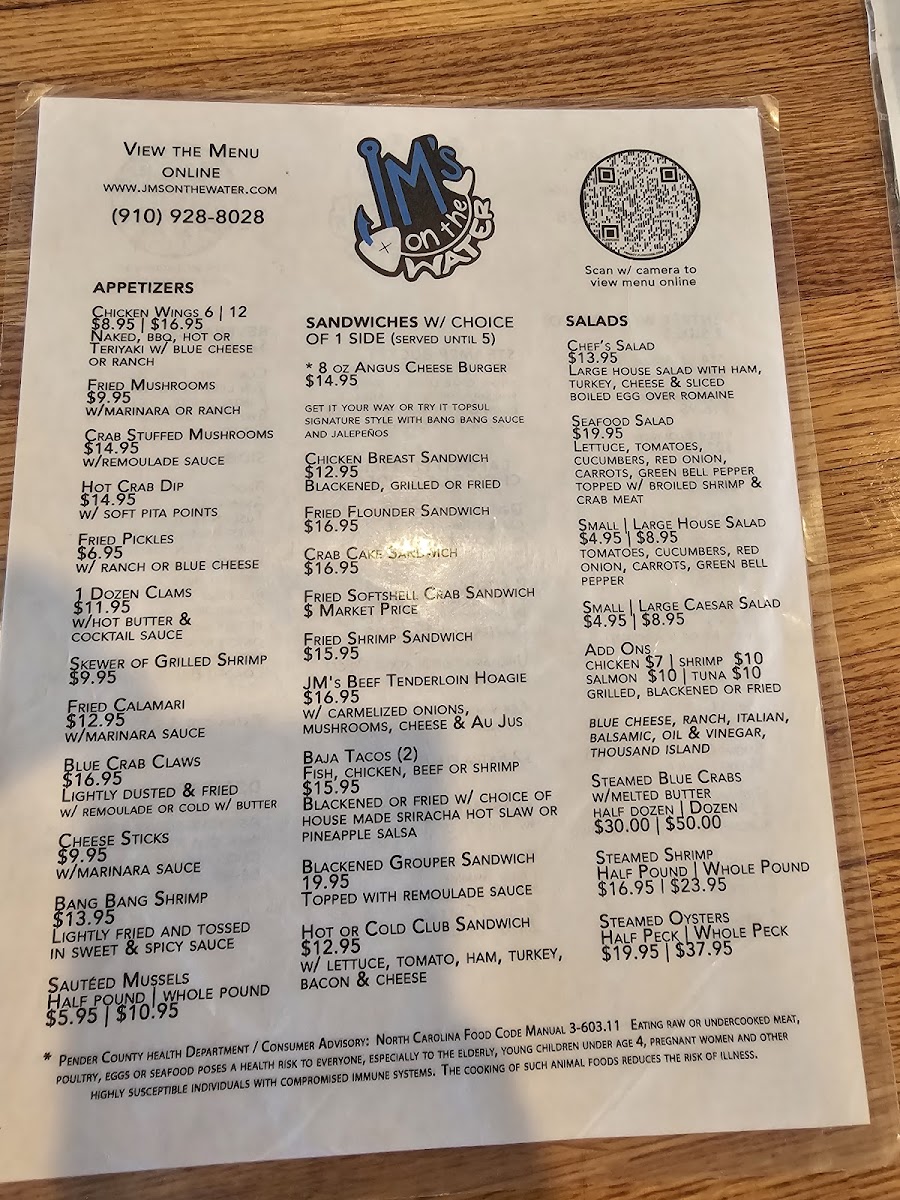 View the Menu
online
www.jmsonthewater.com
(910) 928-8028
JM's
on the
WATER
Scan w/ camera to
view menu online
APPETIZERS
Chicken Wings 6 | 12
$8.95 | $16.95
Naked, bbq, hot or
Teriyaki w/ blue cheese
or ranch
Fried Mushrooms
$9.95
w/marinara or ranch
Crab Stuffed Mushrooms
$14.95
w/remoulade sauce
Hot Crab Dip
$14.95
w/ soft pita points
Fried Pickles
$6.95
w/ ranch or blue cheese
1 Dozen Clams
$11.95
w/hot butter &
cocktail sauce
Skewer of Grilled Shrimp
$9.95
Fried Calamari
$12.95
w/marinara sauce
Blue Crab Claws
$16.95
Lightly dusted & fried
w/ remoulade or cold w/ butter
Cheese Sticks
$9.95
w/marinara sauce
Bang Bang Shrimp
$13.95
Lightly fried and tossed
in sweet & spicy sauce
Sautéed Mussels
Half pound | whole pound
$5.95 | $10.95
SANDWICHES w/ CHOICE
OF 1 SIDE (served until 5)
* 8 oz Angus Cheese Burger
$14.95
get it your way or try it topsul
signature style with bang bang sauce
and jalepeños
Chicken Breast Sandwich
$12.95
Blackened, grilled or fried
Fried Flounder Sandwich
$16.95
Crab Cake Sandwich
$16.95
Fried Softshell Crab Sandwich
$ Market Price
Fried Shrimp Sandwich
$15.95
JM's Beef Tenderloin Hoagie
$16.95
w/ carmelized onions,
mushrooms, cheese & Au Jus
Baja Tacos (2)
Fish, chicken, beef or shrimp
$15.95
Blackened or fried w/ choice of
house made sriracha hot slaw or
pineapple salsa
Blackened Grouper Sandwich
19.95
Topped with remoulade sauce
Hot or Cold Club Sandwich
$12.95
w/ lettuce, tomato, ham, turkey,
bacon & cheese
SALADS
Chef's Salad
$13.95
Large house salad with ham,
turkey, cheese & sliced
boiled egg over romaine
Seafood Salad
$19.95
Lettuce, tomatoes,
cucumbers, red onion,
carrots, green bell pepper
topped w/ broiled shrimp &
crab meat
Small | Large House Salad
$4.95 | $8.95
tomatoes, cucumbers, red
onion, carrots, green bell
pepper
Small | Large Caesar Salad
$4.95 | $8.95
Add Ons
chicken $7 | shrimp $10
salmon $10 | tuna $10
grilled, blackened or fried
blue cheese, ranch, italian,
balsamic, oil & vinegar,
thousand island
Steamed Blue Crabs
w/melted butter
half dozen | Dozen
$30.00 | $50.00
Steamed Shrimp
Half Pound | Whole Pound
$16.95 | $23.95
Steamed Oysters
Half Peck | Whole Peck
$19.95 | $37.95
* Pender County health Department / Consumer Advisory: North Carolina Food Code Manual 3-603.11 Eating raw or undercooked meat,
poultry, eggs or seafood poses a health risk to everyone, especially to the elderly, young children under age 4, pregnant women and other
highly susceptible individuals with compromised immune systems. The cooking of such animal foods reduces the risk of illness.